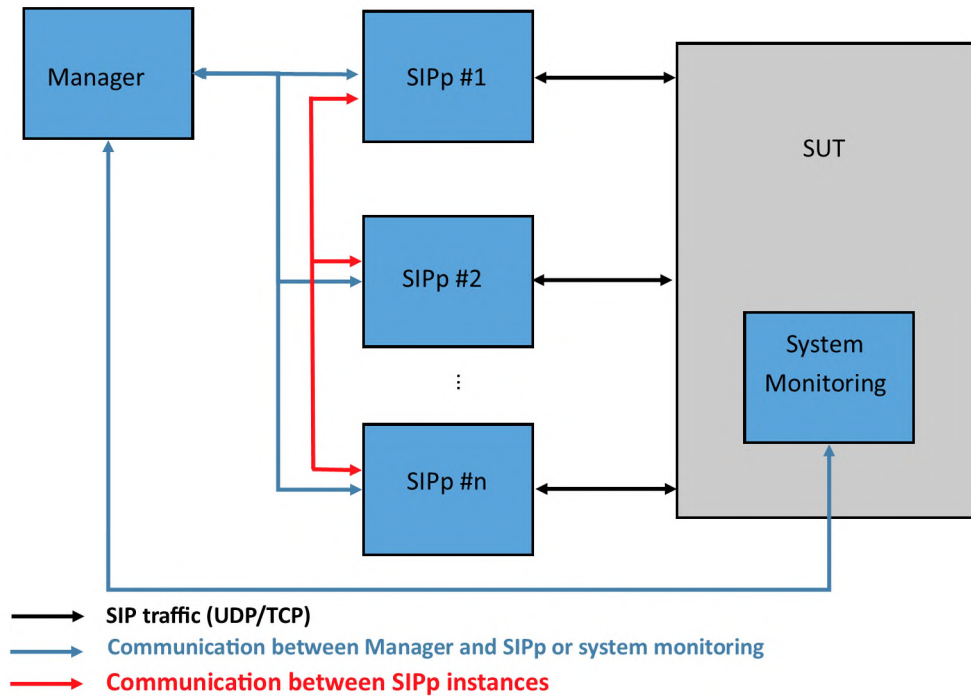 Manager
SIPp #1
SUT
SIPp #2
System
Monitoring
...
SIPp #n
SIP traffic (UDP/TCP)
Communication between Manager and SIPp or system monitoring
Communication between SIPp instances